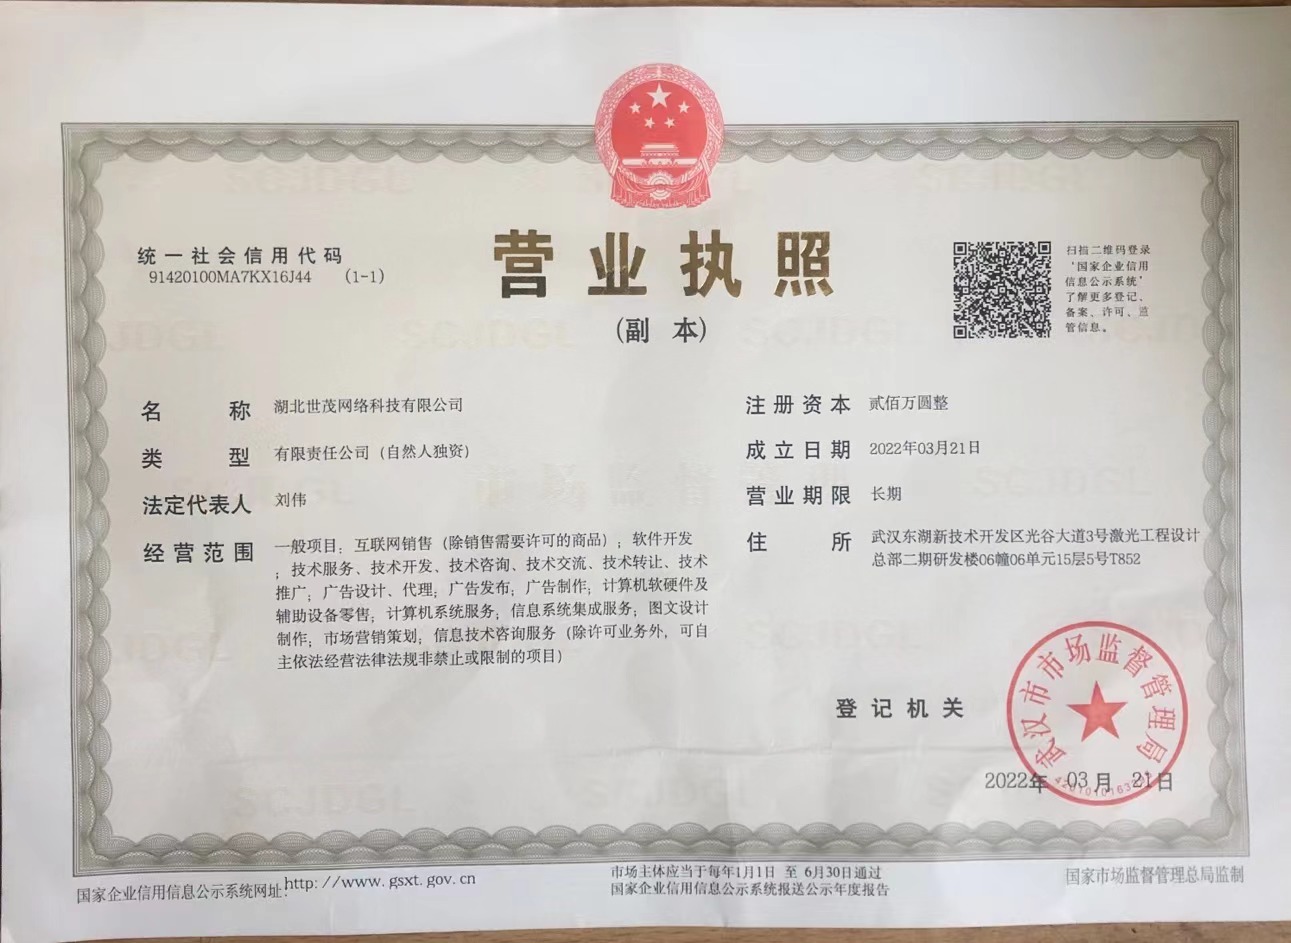 营业执照
(副 本)
统一社会信用代码
91420100MA7KX16J44 (1-1)
扫描二维码登录
‘国家企业信用
信息公示系统’
了解更多登记、
备案、许可、监
管信息。
名 称 湖北世茂网络科技有限公司
类 型 有限责任公司（自然人独资）
法定代表人 刘伟
经营范围 一般项目：互联网销售（除销售需要许可的商品）；软件开发
；技术服务、技术开发、技术咨询、技术交流、技术转让、技术
推广；广告设计、代理；广告发布；广告制作；计算机软硬件及
辅助设备零售；计算机系统服务；信息系统集成服务；图文设计
制作；市场营销策划；信息技术咨询服务（除许可业务外，可自
主依法经营法律法规非禁止或限制的项目）
注册资本 贰佰万圆整
成立日期 2022年03月21日
营业期限 长期
住 所 武汉东湖新技术开发区光谷大道3号激光工程设计
总部二期研发楼06幢06单元15层5号T852
登记机关
武汉市市场监督管理局
2022年 03 月 21日
国家企业信用信息公示系统网址：http://www.gsxt.gov.cn
市场主体应当于每年1月1日 至 6月30日通过
国家企业信用信息公示系统报送公示年度报告
国家市场监督管理总局监制